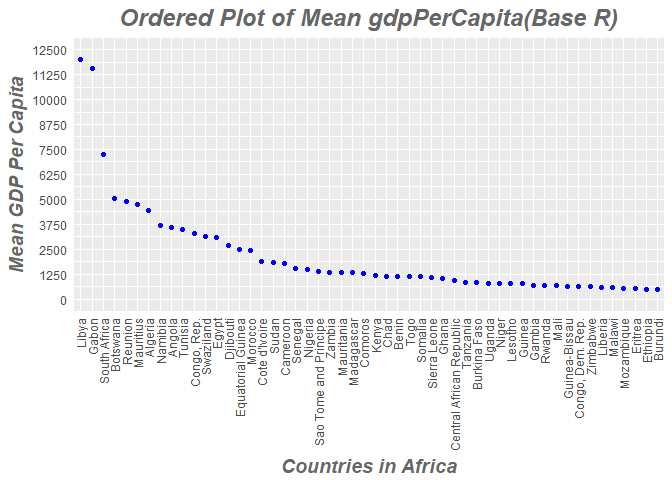 Ordered Plot of Mean gdpPerCapita(Base R)
Mean GDP Per Capita
12500
11250
10000
8750
7500
6250
5000
3750
2500
1250
0
Libya
Gabon
South Africa
Botswana
Reunion
Mauritius
Algeria
Namibia
Angola
Tunisia
Congo, Rep.
Swaziland
Egypt
Djibouti
Equatorial Guinea
Morocco
Cote d'Ivoire
Sudan
Cameroon
Senegal
Nigeria
Sao Tome and Principe
Zambia
Mauritania
Madagascar
Comoros
Kenya
Chad
Benin
Togo
Somalia
Sierra Leone
Ghana
Central African Republic
Tanzania
Burkina Faso
Uganda
Niger
Lesotho
Guinea
Gambia
Rwanda
Mali
Guinea-Bissau
Congo, Dem. Rep.
Zimbabwe
Liberia
Malawi
Mozambique
Eritrea
Ethiopia
Burundi
Countries in Africa